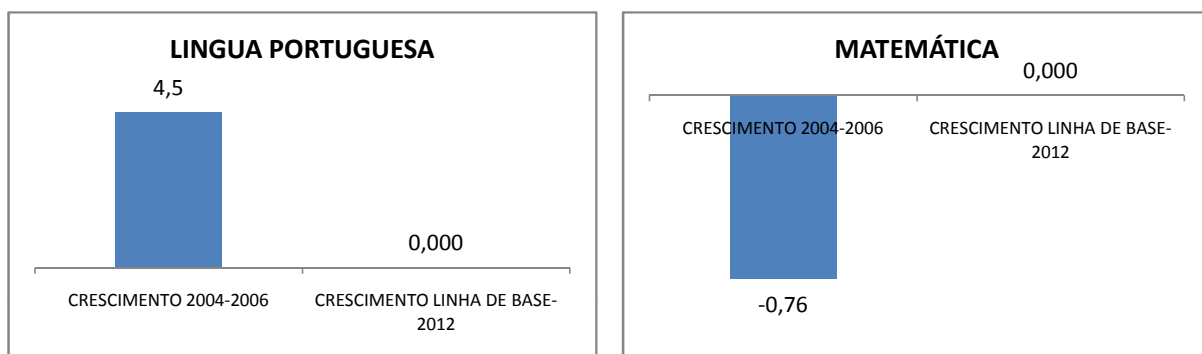 LINGUA PORTUGUESA
4,5
0,000
CRESCIMENTO 2004-2006
CRESCIMENTO LINHA DE BASE-
2012
MATEMÁTICA
0,000
CRESCIMENTO 2004-2006
CRESCIMENTO LINHA DE BASE-
2012
-0,76